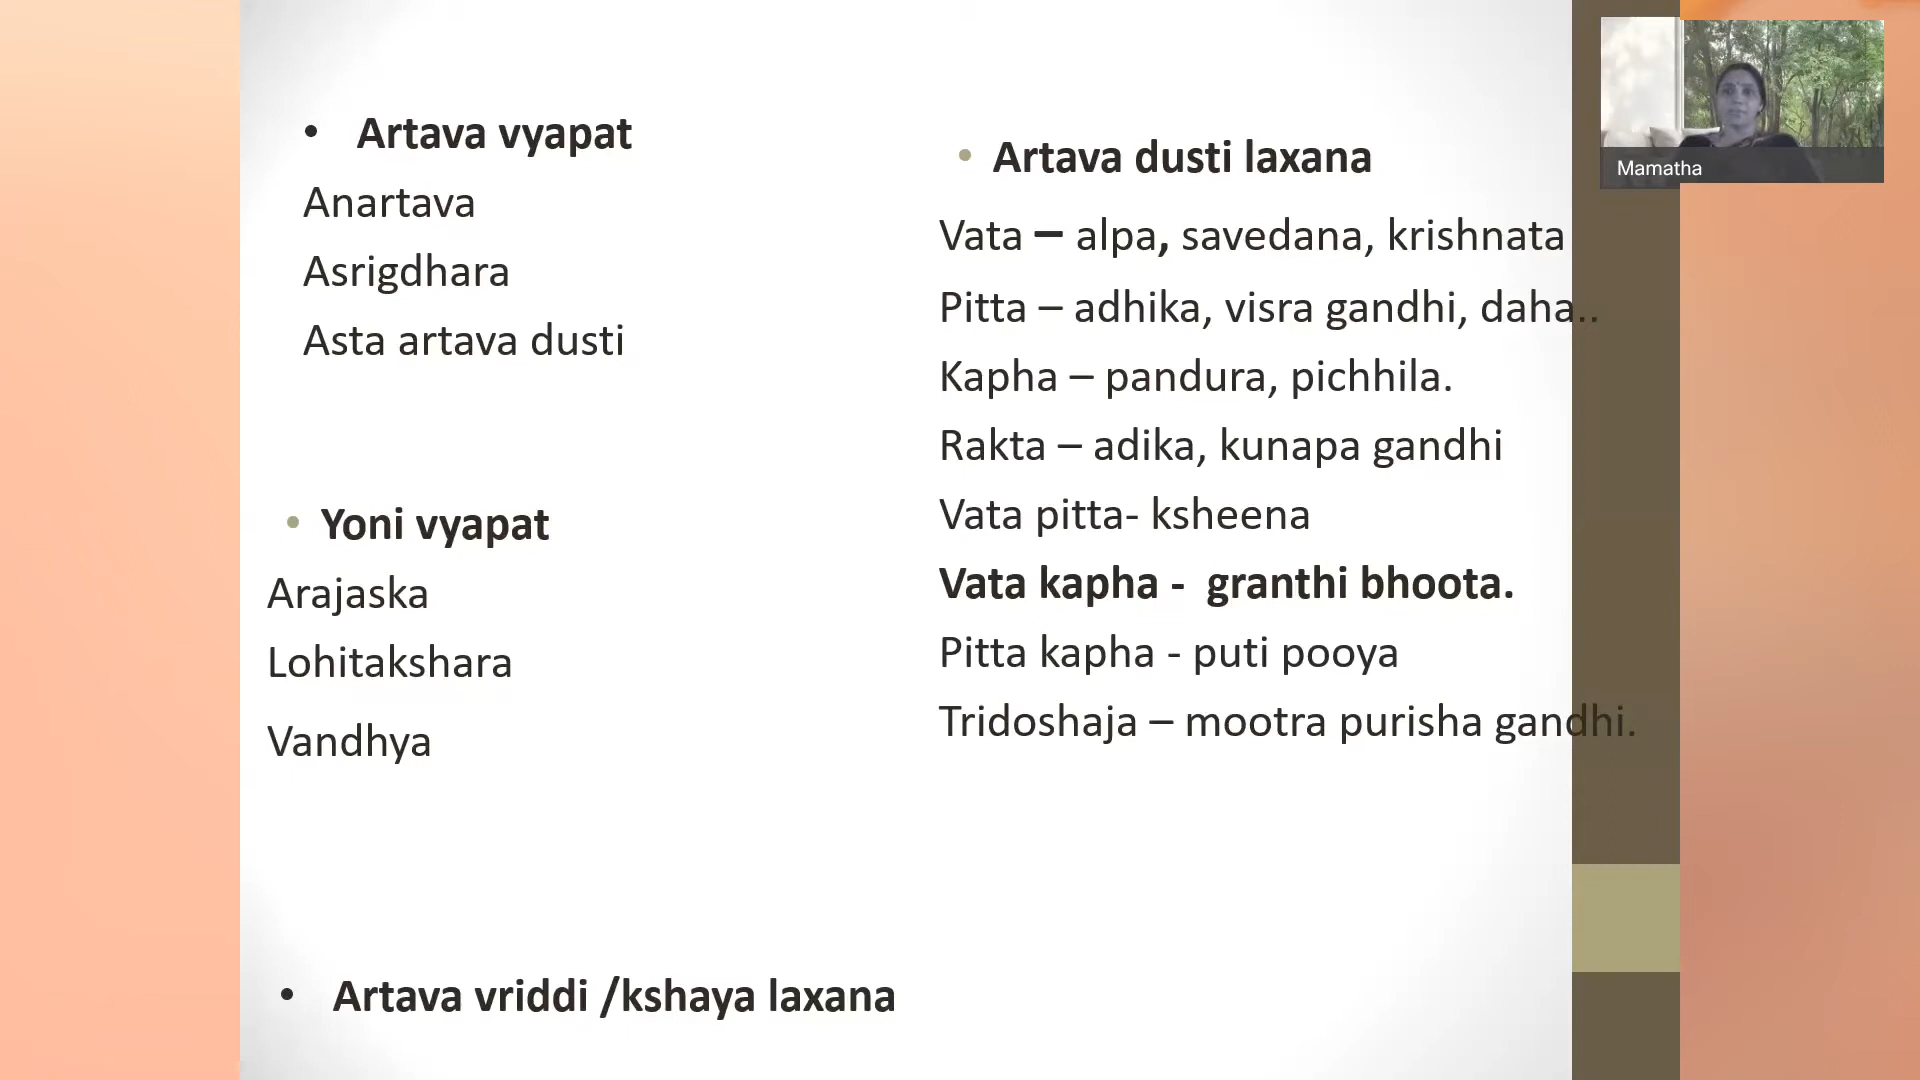 • Artava vyapat
Anartava
Asrigdhara
Asta artava dusti
• Yoni vyapat
Arajaska
Lohitakshara
Vandhya
• Artava vriddi /kshaya laxana
• Artava dusti laxana
Vata – alpa, savedana, krishnata
Pitta – adhika, visra gandhi, daha..
Kapha – pandura, pichhila.
Rakta – adika, kunapa gandhi
Vata pitta- ksheena
Vata kapha - granthi bhoota.
Pitta kapha - puti pooya
Tridoshaja – mootra purisha gandhi.
Mamatha